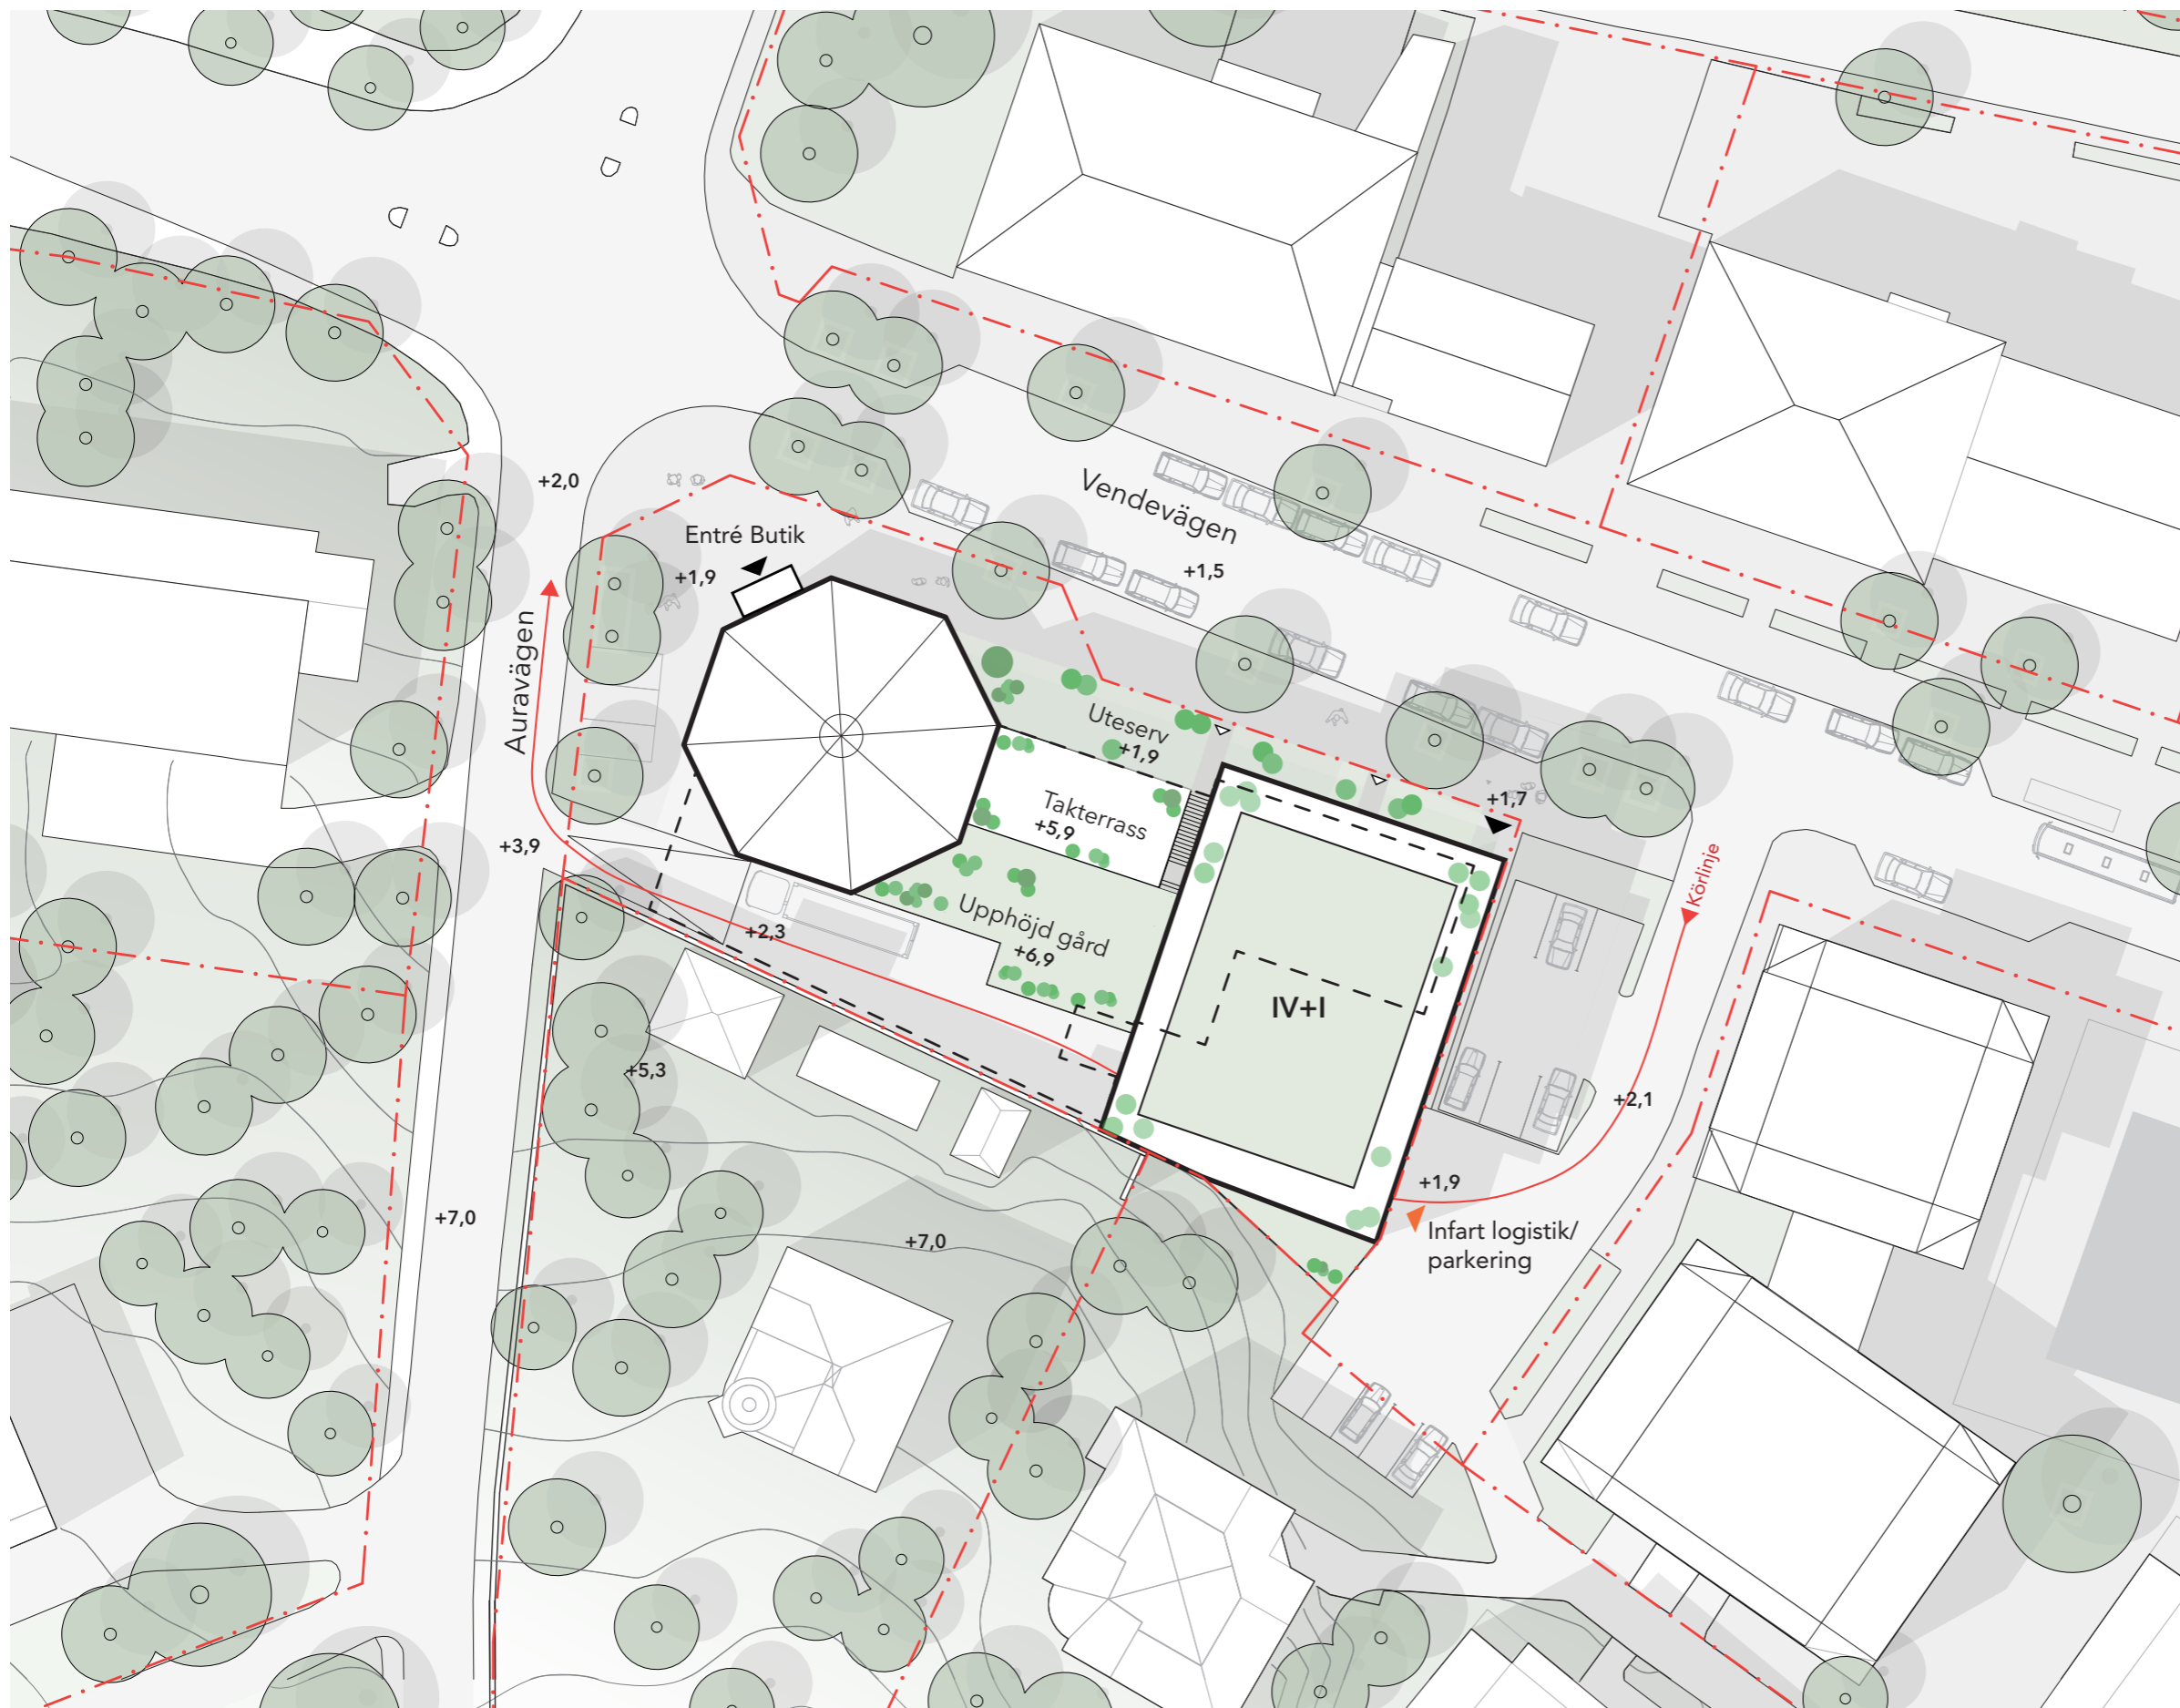 +2,0
Vendevägen
Entré Butik
+1,9
+1,5
Auravägen
Uteserv
+1,9
Takterrass
+5,9
+1,7
+3,9
Körlinje
Upphöjd gård
+6,9
+2,3
IV+I
+5,3
+2,1
+1,9
+7,0
+7,0
Infart logistik/
parkering